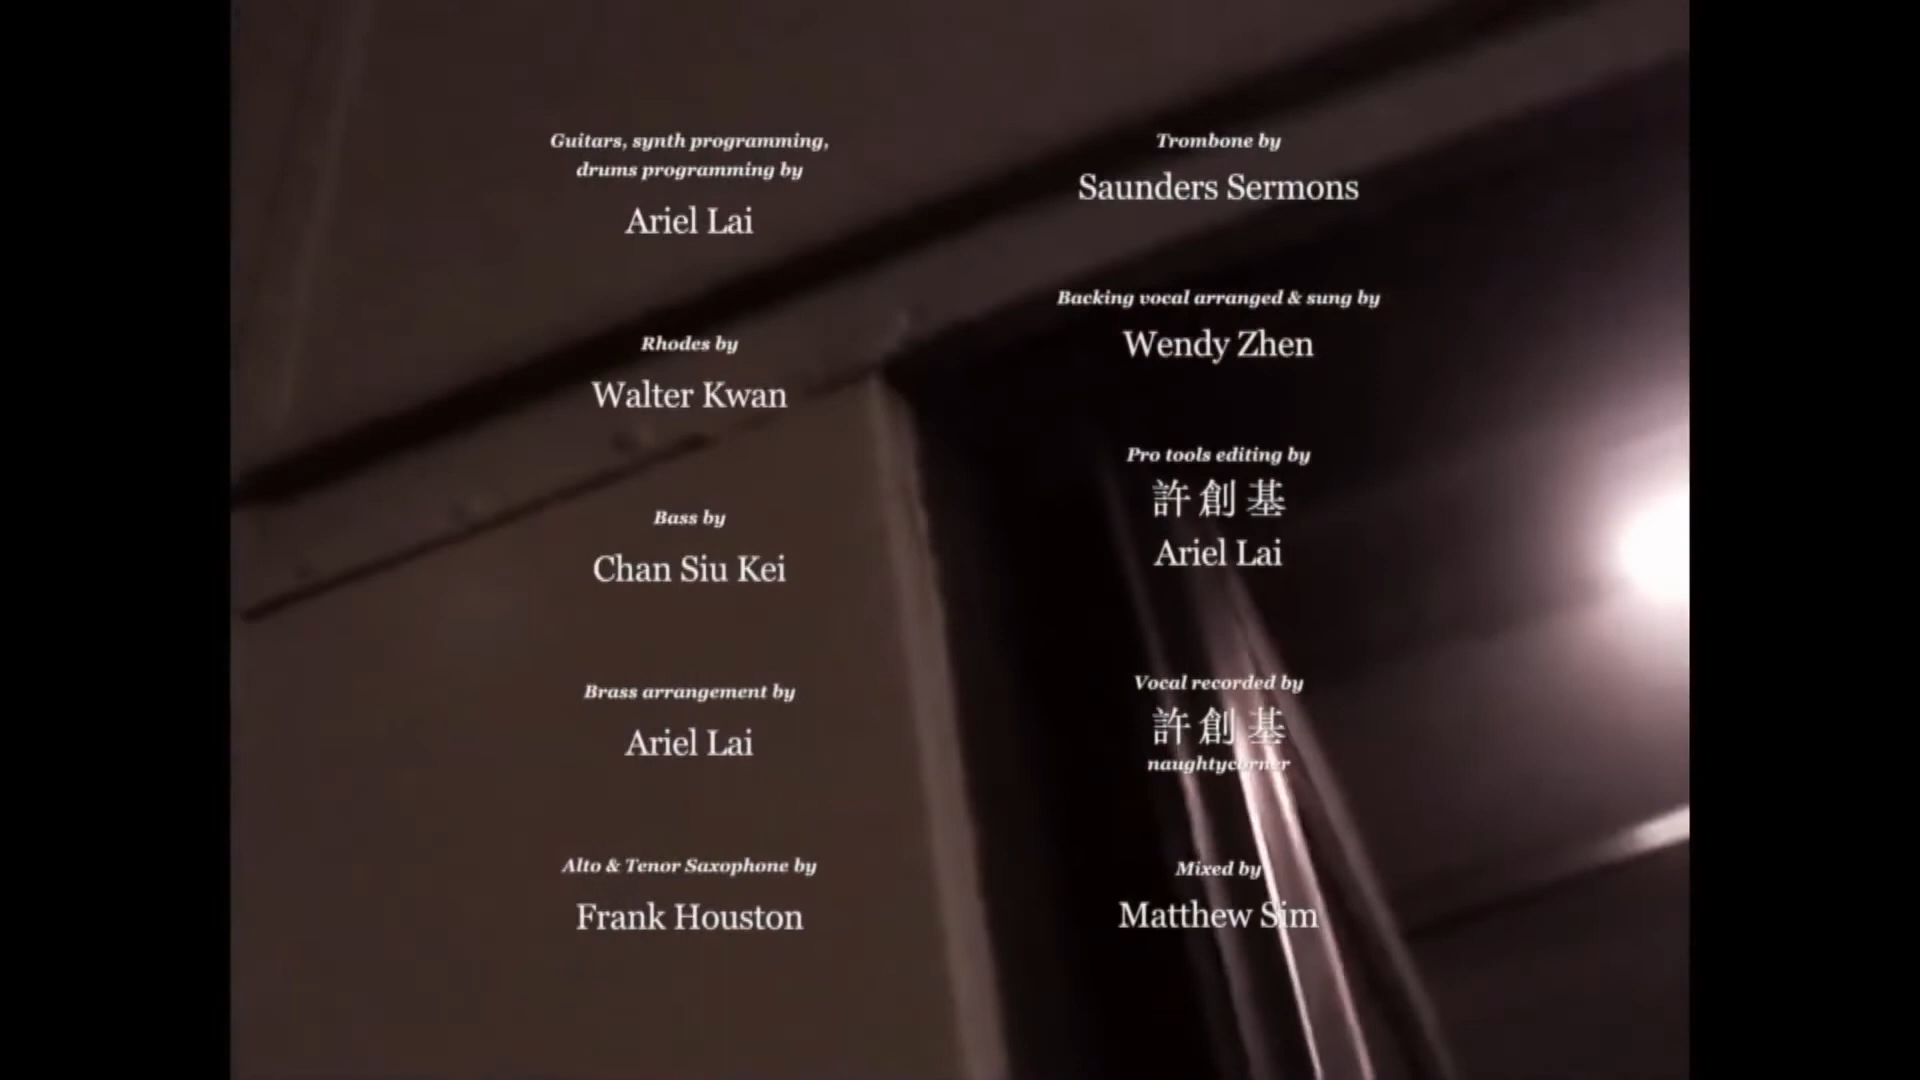 Guitars, synth programming,
drums programming by
Ariel Lai
Rhodes by
Walter Kwan
Bass by
Chan Siu Kei
Brass arrangement by
Ariel Lai
Alto & Tenor Saxophone by
Frank Houston
Trombone by
Saunders Sermons
Backing vocal arranged & sung by
Wendy Zhen
Pro tools editing by
許創基
Ariel Lai
Vocal recorded by
許創基
naughtycorner
Mixed by
Matthew Sim